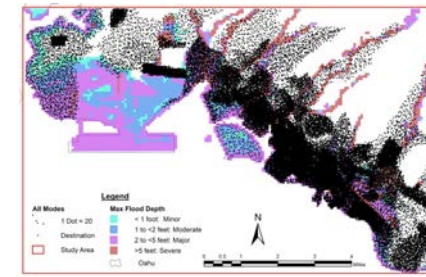 Legend
All Modes
1 Dot = 20
Destination
Study Area
Max Flood Depth
< 1 foot Minor
1 to <2 feet: Moderate
2 to <5 feet: Major
>5 feet: Severe
Oahu
N